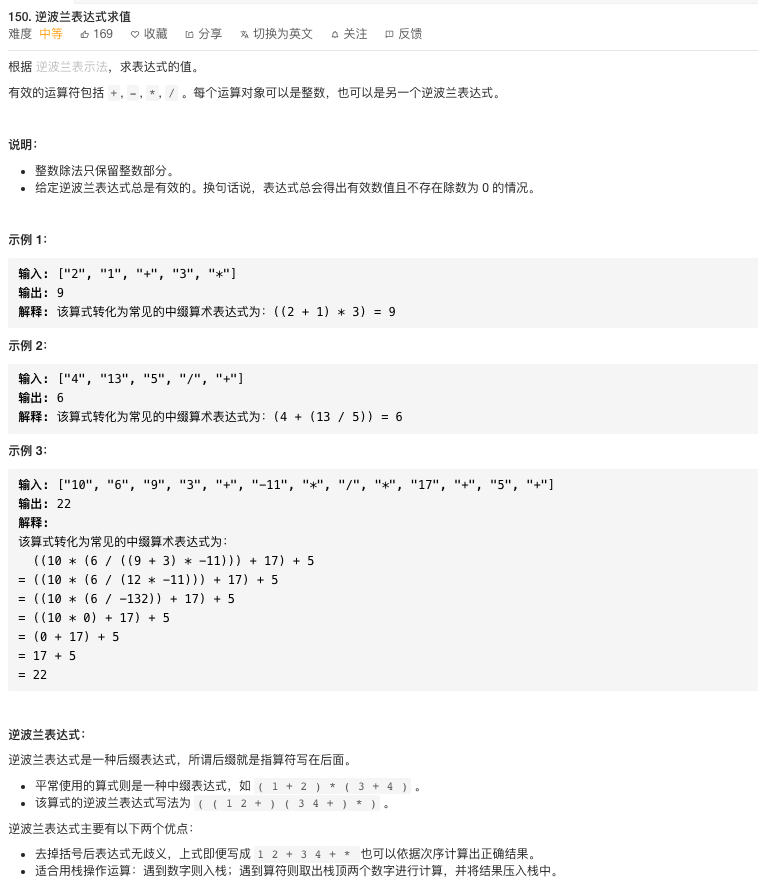 150. 逆波兰表达式求值
难度 中等 169 收藏 分享 切换为英文 关注 反馈
根据 逆波兰表示法，求表达式的值。
有效的运算符包括 +, -, *, / 。每个运算对象可以是整数，也可以是另一个逆波兰表达式。
说明：
• 整数除法只保留整数部分。
• 给定逆波兰表达式总是有效的。换句话说，表达式总会得出有效数值且不存在除数为 0 的情况。
示例 1：
输入: ["2", "1", "+", "3", "*"]
输出: 9
解释: 该算式转化为常见的中缀算术表达式为：((2 + 1) * 3) = 9
示例 2：
输入: ["4", "13", "5", "/", "+"]
输出: 6
解释: 该算式转化为常见的中缀算术表达式为：(4 + (13 / 5)) = 6
示例 3：
输入: ["10", "6", "9", "3", "+", "-11", "*", "/", "*", "17", "+", "5", "+"]
输出: 22
解释:
该算式转化为常见的中缀算术表达式为：
((10 * (6 / ((9 + 3) * -11))) + 17) + 5
= ((10 * (6 / (12 * -11))) + 17) + 5
= ((10 * (6 / -132)) + 17) + 5
= ((10 * 0) + 17) + 5
= (0 + 17) + 5
= 17 + 5
= 22
逆波兰表达式：
逆波兰表达式是一种后缀表达式，所谓后缀就是指算符写在后面。
• 平常使用的算式则是一种中缀表达式，如 ( 1 + 2 ) * ( 3 + 4 ) 。
• 该算式的逆波兰表达式写法为 ( ( 1 2 + ) ( 3 4 + ) * ) 。
逆波兰表达式主要有以下两个优点：
• 去掉括号后表达式无歧义，上式即便写成 1 2 + 3 4 + * 也可以依据次序计算出正确结果。
• 适合用栈操作运算：遇到数字则入栈；遇到算符则取出栈顶两个数字进行计算，并将结果压入栈中。